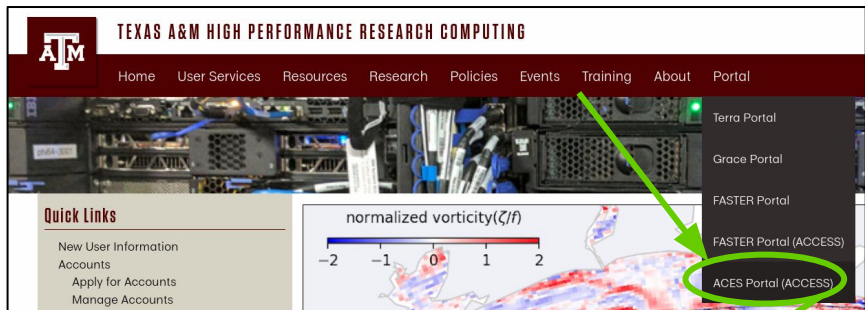 TEXAS A&M HIGH PERFORMANCE RESEARCH COMPUTING
ĀM
Home User Services Resources Research Policies Events Training About Portal
Terra Portal
Grace Portal
FASTER Portal
FASTER Portal (ACCESS)
ACES Portal (ACCESS)
Quick Links
New User Information
Accounts
Apply for Accounts
Manage Accounts
normalized vorticity(ζ/f)
−2 −1 0 1 2